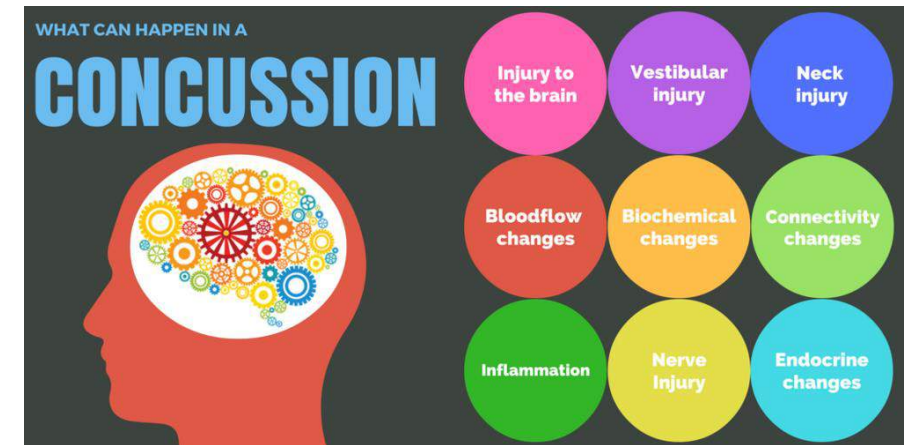 WHAT CAN HAPPEN IN A
CONCUSSION
Injury to
the brain
Vestibular
injury
Neck
injury
Bloodflow
changes
Biochemical
changes
Connectivity
changes
Inflammation
Nerve
Injury
Endocrine
changes